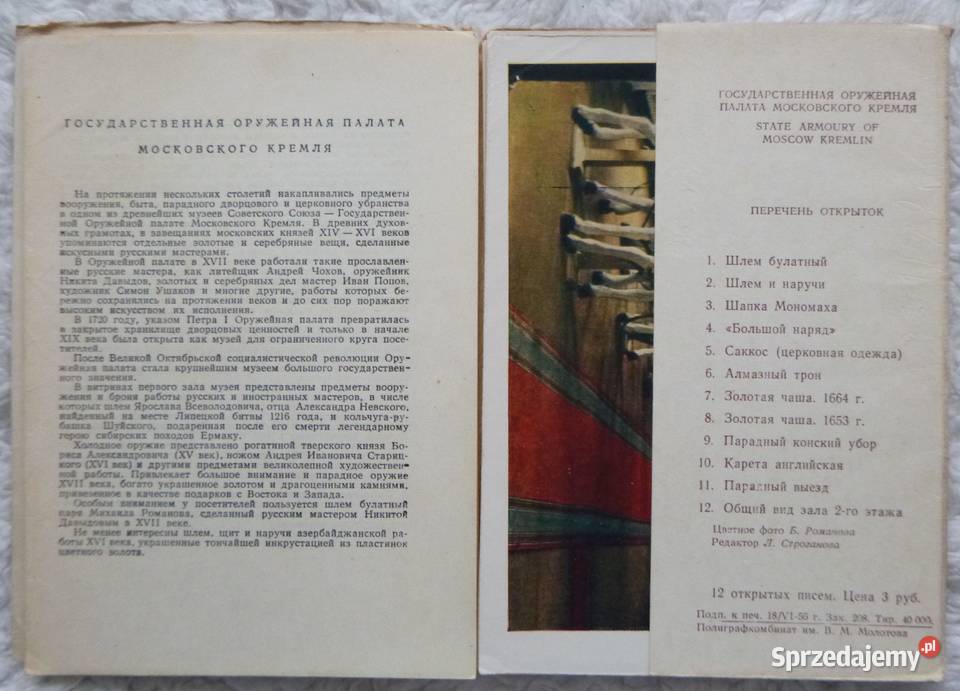 ГОСУДАРСТВЕННАЯ ОРУЖЕЙНАЯ ПАЛАТА
МОСКОВСКОГО КРЕМЛЯ
На протяжении нескольких столетий накапливались предметы
вооружения, быта, парадного дворцового и церковного убранства
в одном из древнейших музеев Советского Союза — Государствен-
ной Оружейной палате Московского Кремля. В древних духов-
ных грамотах, в завещаниях московских князей XIV — XVI веков
упоминаются отдельные золотые и серебряные вещи, сделанные
искусными русскими мастерами.
В Оружейной палате в XVII веке работали такие прославлен-
ные русские мастера, как литейщик Андрей Чохов, оружейник
Никита Давыдов, золотых и серебряных дел мастер Иван Попов,
художник Симон Ушаков и многие другие, работы которых бе-
режно сохранялись на протяжении веков и до сих пор поражают
высоким искусством их исполнения.
В 1720 году, указом Петра I Оружейная палата превратилась
в закрытое хранилище дворцовых ценностей и только в начале
XIX века была открыта как музей для ограниченного круга посе-
тителей.
После Великой Октябрьской социалистической революции Ору-
жейная палата стала крупнейшим музеем большого государствен-
ного значения.
В витринах первого зала музея представлены предметы воору-
жения и броня работы русских и иностранных мастеров, в числе
которых шлем Ярослава Всеволодовича, отца Александра Невского,
найденный на месте Липецкой битвы 1216 года, и кольчуга-ру-
башка Шуйского, подаренная после его смерти легендарному
герою сибирских походов Ермаку.
Холодное оружие представлено рогатиной тверского князя Бо-
риса Александровича (XV век), ножом Андрея Ивановича Стариц-
кого (XVI век) и другими предметами великолепной художествен-
ной работы. Привлекает большое внимание и парадное оружие
XVII века, богато украшенное золотом и драгоценными камнями,
привезенное в качестве подарков с Востока и Запада.
Особым вниманием у посетителей пользуется шлем булатный
царя Михаила Романова, сделанный русским мастером Никитой
Давыдовым в XVII веке.
Не менее интересны шлем, щит и наручи азербайджанской ра-
боты XVI века, украшенные тончайшей инкрустацией из пластинок
цветного золота.
ГОСУДАРСТВЕННАЯ ОРУЖЕЙНАЯ
ПАЛАТА МОСКОВСКОГО КРЕМЛЯ
STATE ARMOURY OF
MOSCOW KREMLIN
ПЕРЕЧЕНЬ ОТКРЫТОК
1. Шлем булатный
2. Шлем и наручи
3. Шапка Мономаха
4. «Большой наряд»
5. Саккос (церковная одежда)
6. Алмазный трон
7. Золотая чаша. 1664 г.
8. Золотая чаша. 1653 г.
9. Парадный конский убор
10. Карета английская
11. Парадный выезд
12. Общий вид зала 2-го этажа
Цветное фото Б. Романова
Редактор Л. Строганова
12 открытых писем. Цена 3 руб.
Подп. к печ. 18/VI-56 г. Зак. 208. Тир. 40 000.
Полиграфкомбинат им. В. М. Молотова
Sprzedajemy.pl